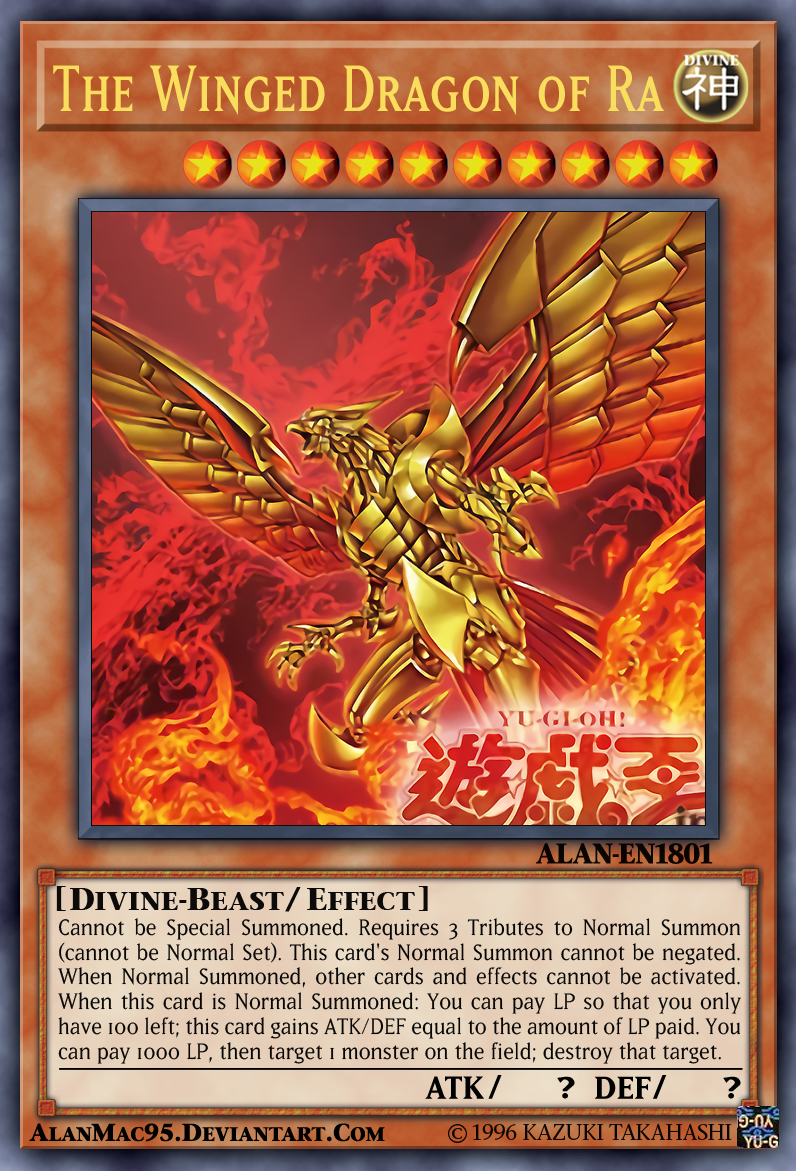 The Winged Dragon of Ra
DIVINE
神
YU-GI-OH!
遊戯王
ALAN-EN1801
[Divine-Beast/Effect]
Cannot be Special Summoned. Requires 3 Tributes to Normal Summon
(cannot be Normal Set). This card's Normal Summon cannot be negated.
When Normal Summoned, other cards and effects cannot be activated.
When this card is Normal Summoned: You can pay LP so that you only
have 100 left; this card gains ATK/DEF equal to the amount of LP paid. You
can pay 1000 LP, then target 1 monster on the field; destroy that target.
ATK/ ? DEF/ ?
AlanMac95.Deviantart.Com
© 1996 KAZUKI TAKAHASHI
YU-G